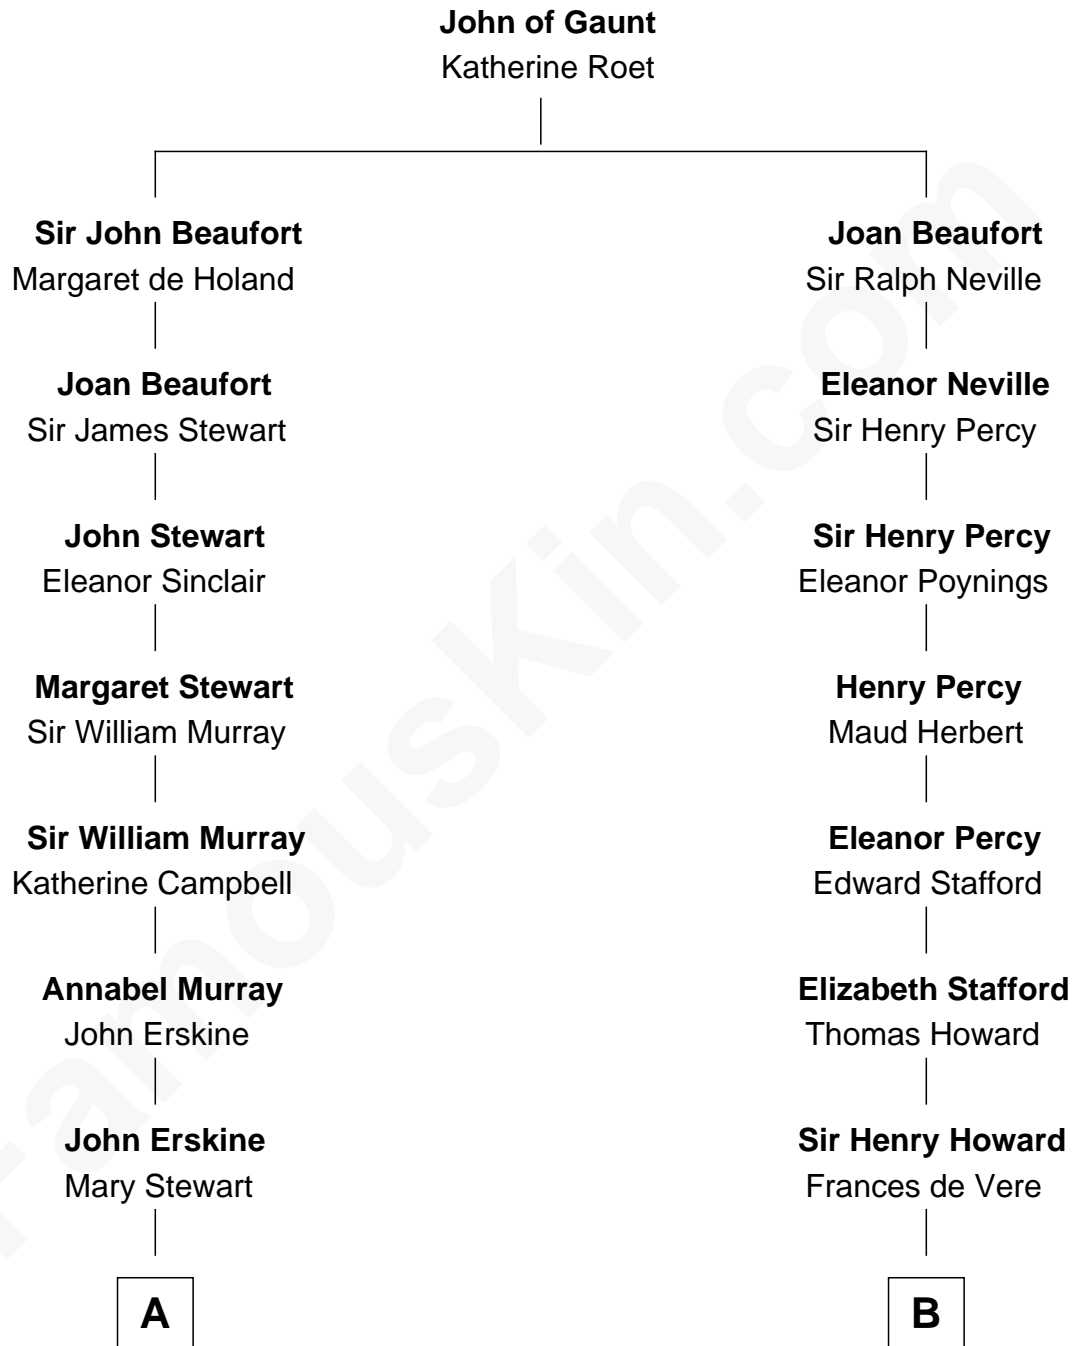 John of Gaunt
Katherine Roet
Sir John Beaufort
Margaret de Holand
Joan Beaufort
Sir James Stewart
John Stewart
Eleanor Sinclair
Margaret Stewart
Sir William Murray
Sir William Murray
Katherine Campbell
Annabel Murray
John Erskine
John Erskine
Mary Stewart
A
Joan Beaufort
Sir Ralph Neville
Eleanor Neville
Sir Henry Percy
Sir Henry Percy
Eleanor Poynings
Henry Percy
Maud Herbert
Eleanor Percy
Edward Stafford
Elizabeth Stafford
Thomas Howard
Sir Henry Howard
Frances de Vere
B
FamousKin.com